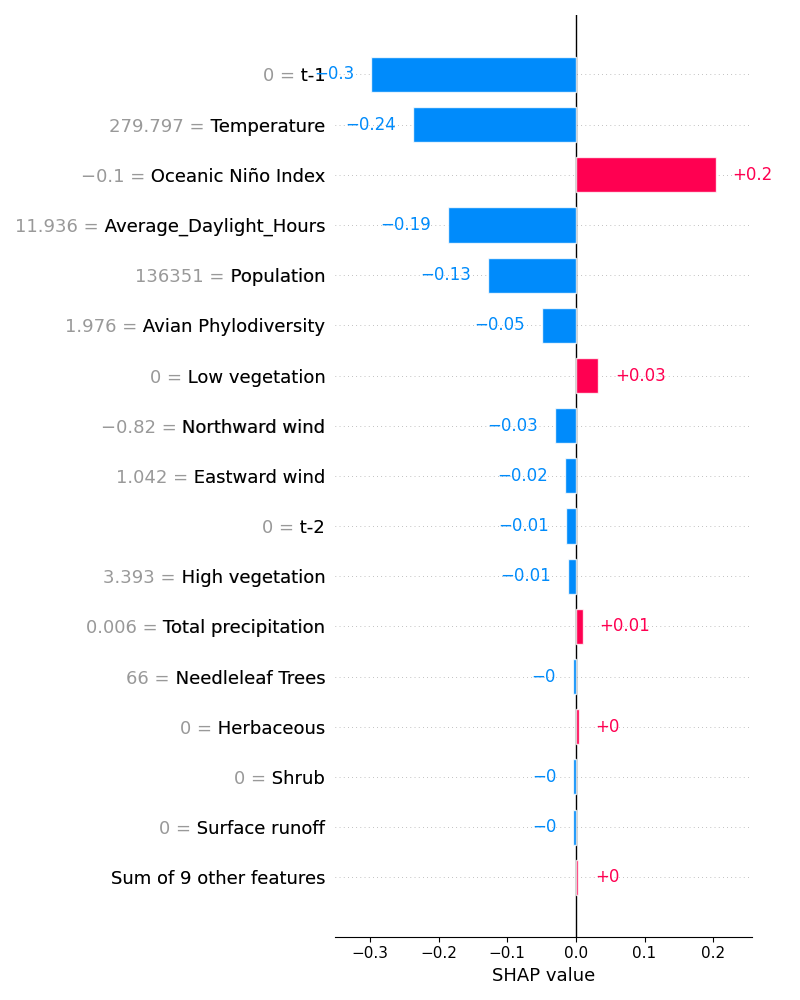 0 = t-1 −0.3
279.797 = Temperature −0.24
−0.1 = Oceanic Niño Index +0.2
11.936 = Average_Daylight_Hours −0.19
136351 = Population −0.13
1.976 = Avian Phylodiversity −0.05
0 = Low vegetation +0.03
−0.82 = Northward wind −0.03
1.042 = Eastward wind −0.02
0 = t-2 −0.01
3.393 = High vegetation −0.01
0.006 = Total precipitation +0.01
66 = Needleleaf Trees −0
0 = Herbaceous +0
0 = Shrub −0
0 = Surface runoff −0
Sum of 9 other features +0
−0.3 −0.2 −0.1 0.0 0.1 0.2
SHAP value